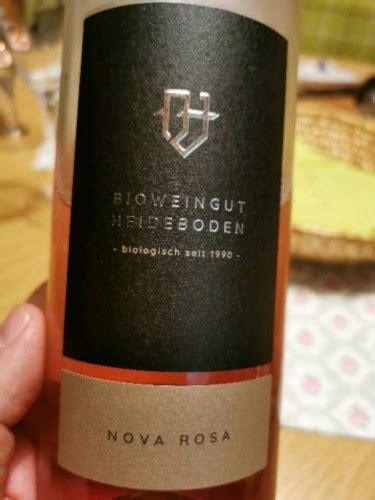 BIOWEINGUT
HEIDEBODEN
- biologisch seit 1990 -
NOVA ROSA